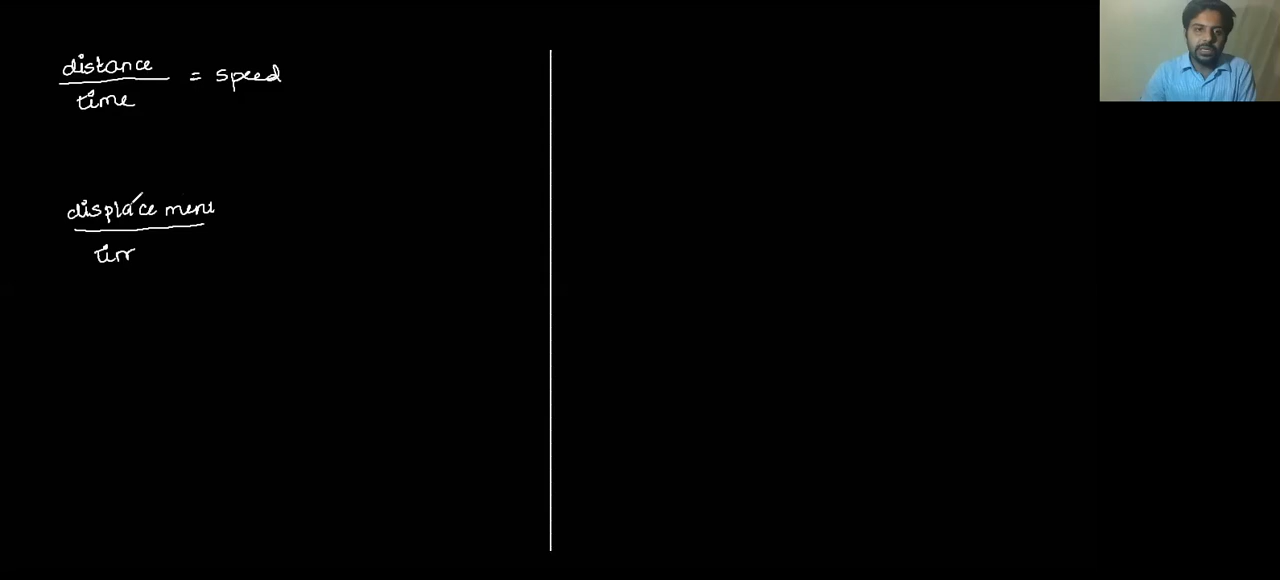 distance
time
= speed
displacement
tim